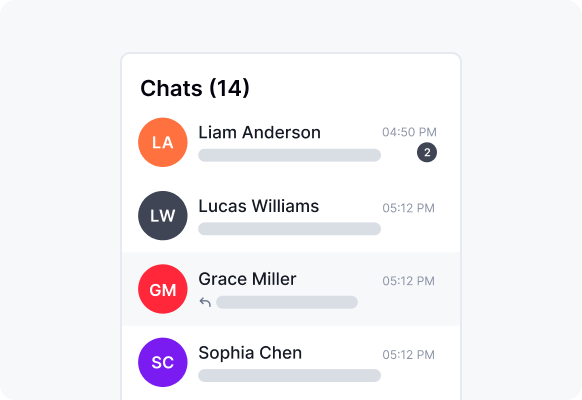 Chats (14)
LA
Liam Anderson
04:50 PM
2
LW
Lucas Williams
05:12 PM
GM
Grace Miller
05:12 PM
SC
Sophia Chen
05:12 PM